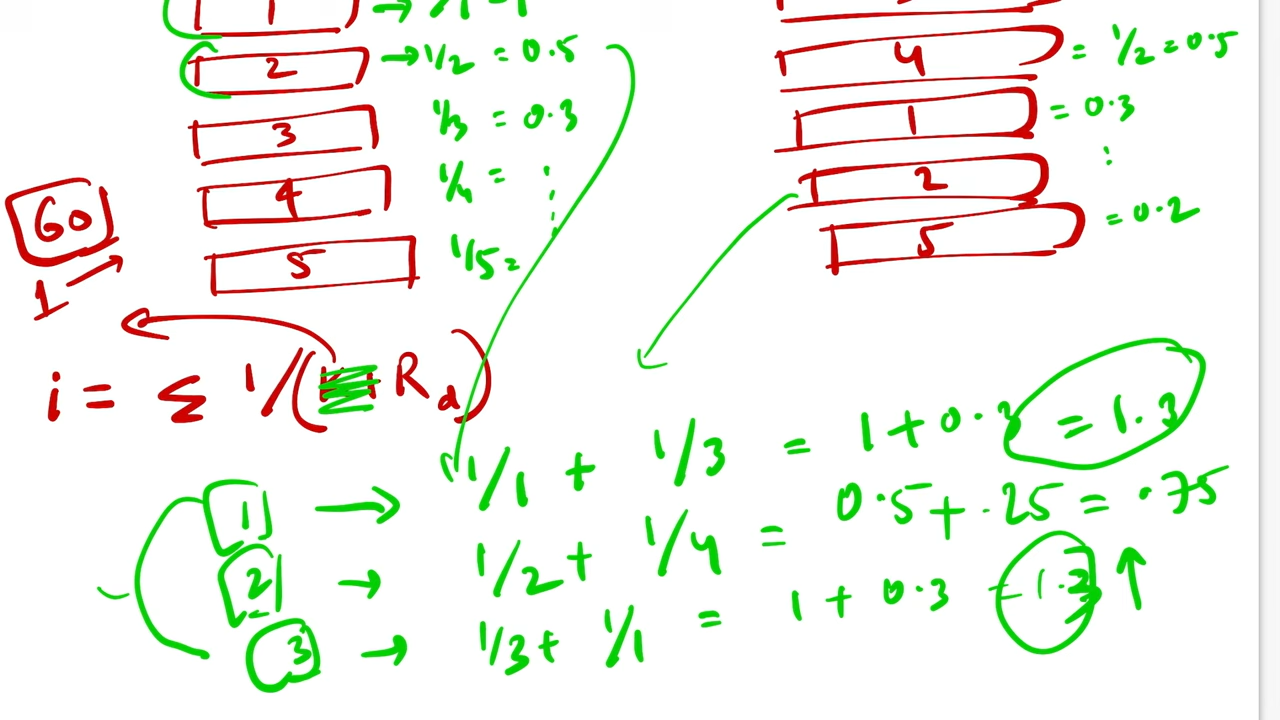 1 →
2 → 1/2 = 0.5
3 1/3 = 0.3
4 1/4 =
5 1/5 =
4 = 1/2 = 0.5
1 = 0.3
2
5 = 0.2
60
1
i = Σ 1/( R d)
1 → 1/1 + 1/3 = 1 + 0.3 = 1.3
2 → 1/2 + 1/4 = 0.5 + .25 = .75
3 → 1/3 + 1/1 = 1 + 0.3 = 1.3 ↑